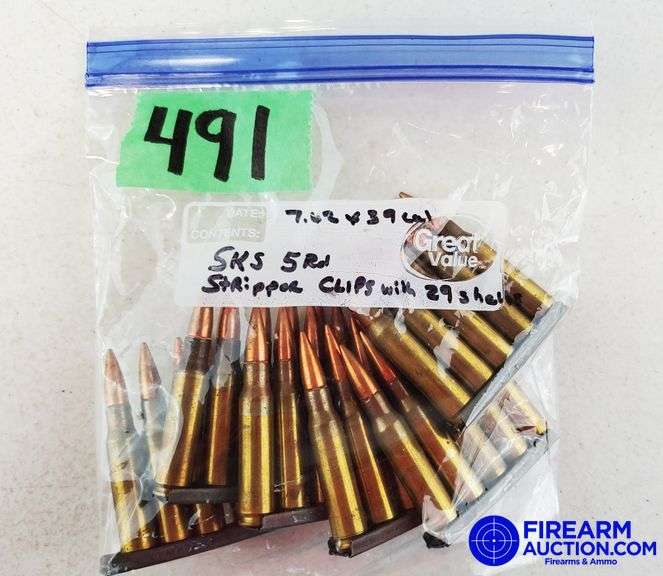 491
DATE:
7.62 x 39 cal
CONTENTS:
Great Value
SKS 5Rd
Stripper CLIPS with 29 shells
FIREARM
AUCTION.COM
Firearms & Ammo